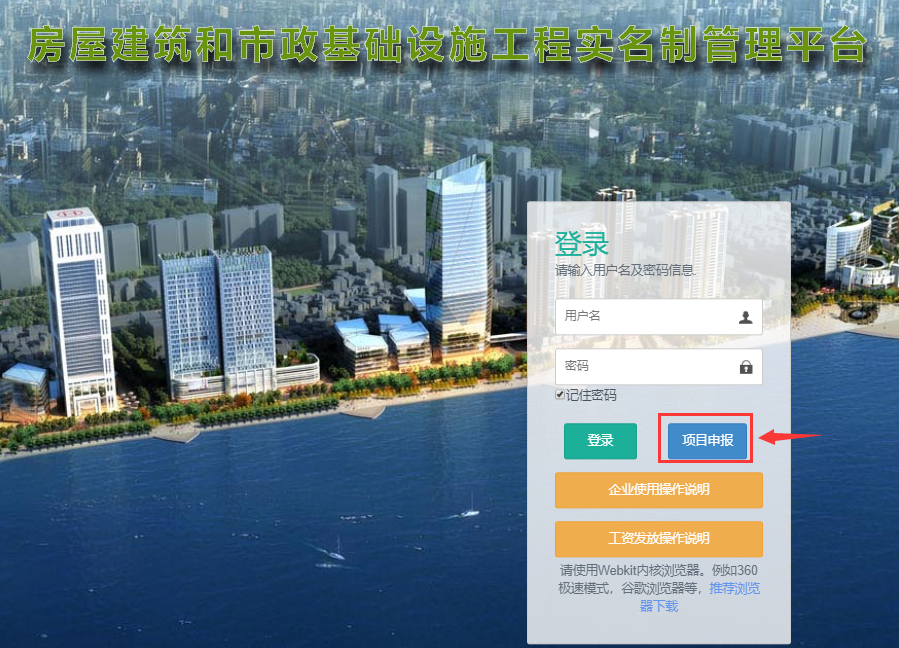 房屋建筑和市政基础设施工程实名制管理平台
登录
请输入用户名及密码信息.
用户名
密码
记住密码
登录
项目申报
企业使用操作说明
工资发放操作说明
请使用Webkit内核浏览器。例如360
极速模式，谷歌浏览器等，推荐浏览
器下载